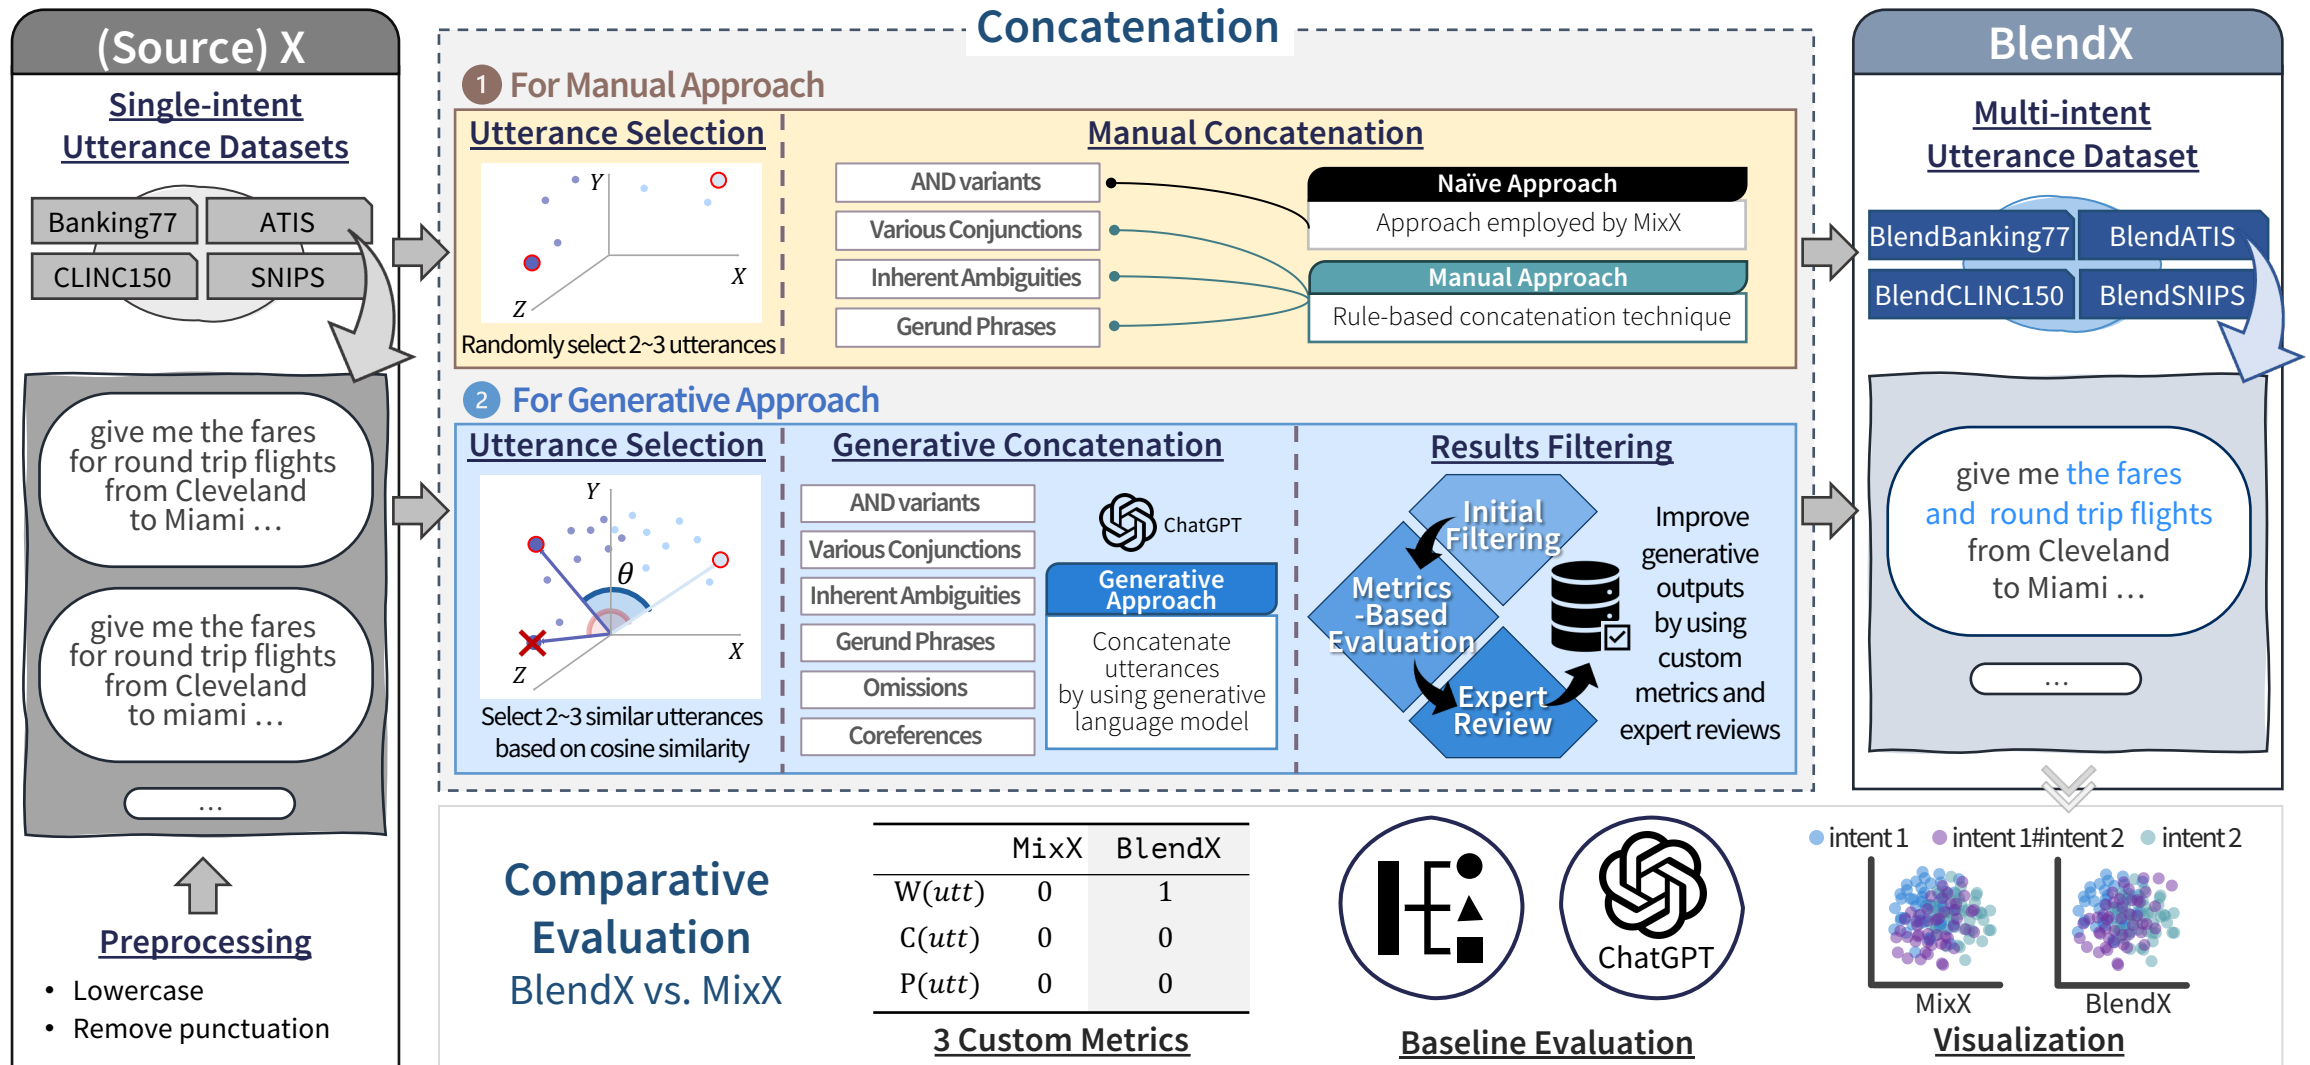 (Source) X
Single-intent
Utterance Datasets
Banking77
ATIS
CLINC150
SNIPS
give me the fares
for round trip flights
from Cleveland
to Miami ...
give me the fares
for round trip flights
from Cleveland
to miami ...
...
Preprocessing
• Lowercase
• Remove punctuation
Concatenation
1 For Manual Approach
Utterance Selection
Y
X
Z
Randomly select 2~3 utterances
Manual Concatenation
AND variants
Various Conjunctions
Inherent Ambiguities
Gerund Phrases
Naïve Approach
Approach employed by MixX
Manual Approach
Rule-based concatenation technique
2 For Generative Approach
Utterance Selection
Y
θ
X
Z
Select 2~3 similar utterances
based on cosine similarity
Generative Concatenation
AND variants
Various Conjunctions
Inherent Ambiguities
Gerund Phrases
Omissions
Coreferences
ChatGPT
Generative
Approach
Concatenate
utterances
by using generative
language model
Results Filtering
Initial
Filtering
Metrics
-Based
Evaluation
Expert
Review
Improve
generative
outputs
by using
custom
metrics and
expert reviews
BlendX
Multi-intent
Utterance Dataset
BlendBanking77
BlendATIS
BlendCLINC150
BlendSNIPS
give me the fares
and round trip flights
from Cleveland
to Miami ...
...
Comparative
Evaluation
BlendX vs. MixX
MixX BlendX
W(utt) 0 1
C(utt) 0 0
P(utt) 0 0
3 Custom Metrics
ChatGPT
Baseline Evaluation
intent 1 intent 1#intent 2 intent 2
MixX
BlendX
Visualization